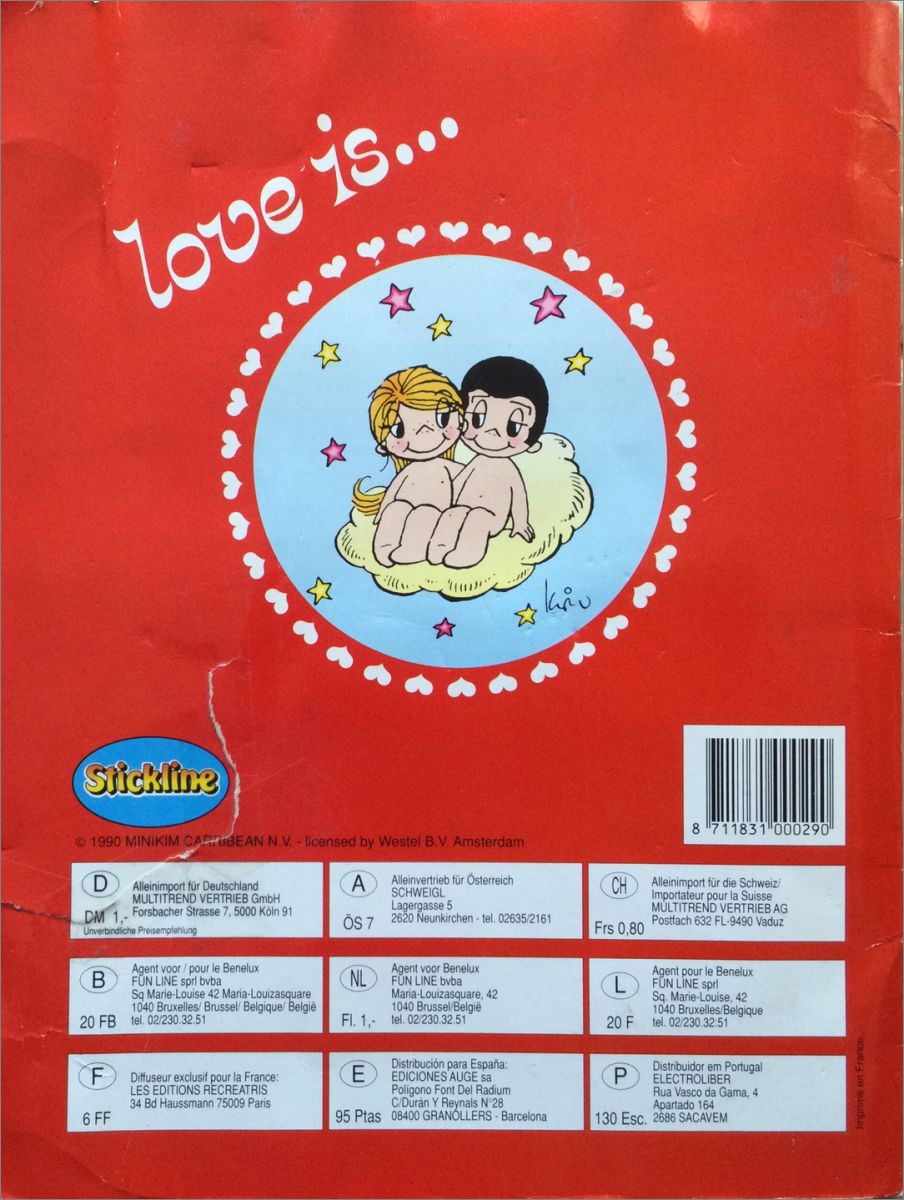 love is...
Kim
Stickline
© 1990 MINIKIM CARRIBEAN N.V. - licensed by Westel B.V. Amsterdam
8 711831 000290
D
Alleinimport für Deutschland
MULTITREND VERTRIEB GmbH
Forsbacher Strasse 7, 5000 Köln 91
DM 1,-
Unverbindliche Preisempfehlung
A
Alleinvertrieb für Österreich
SCHWEIGL
Lagergasse 5
2620 Neunkirchen - tel. 02635/2161
ÖS 7
CH
Alleinimport für die Schweiz/
Importateur pour la Suisse
MULTITREND VERTRIEB AG
Postfach 632 FL-9490 Vaduz
Frs 0,80
B
Agent voor / pour le Benelux
FUN LINE sprl bvba
Sq Marie-Louise 42 Maria-Louizasquare
1040 Bruxelles/ Brussel/ Belgique/ België
tel. 02/230.32.51
20 FB
NL
Agent voor Benelux
FUN LINE bvba
Maria-Louizasquare, 42
1040 Brussel/België
tel. 02/230.32.51
Fl. 1,-
L
Agent pour le Benelux
FUN LINE sprl
Sq. Marie-Louise, 42
1040 Bruxelles/Belgique
tel. 02/230.32.51
20 F
F
Diffuseur exclusif pour la France:
LES EDITIONS RECREATRIS
34 Bd Haussmann 75009 Paris
6 FF
E
Distribución para España:
EDICIONES AUGE sa
Poligono Font Del Radium
C/Durán Y Reynals N°28
08400 GRANOLLERS - Barcelona
95 Ptas
P
Distribuidor em Portugal
ELECTROLIBER
Rua Vasco da Gama, 4
Apartado 164
2686 SACAVEM
130 Esc.
Imprimé en France